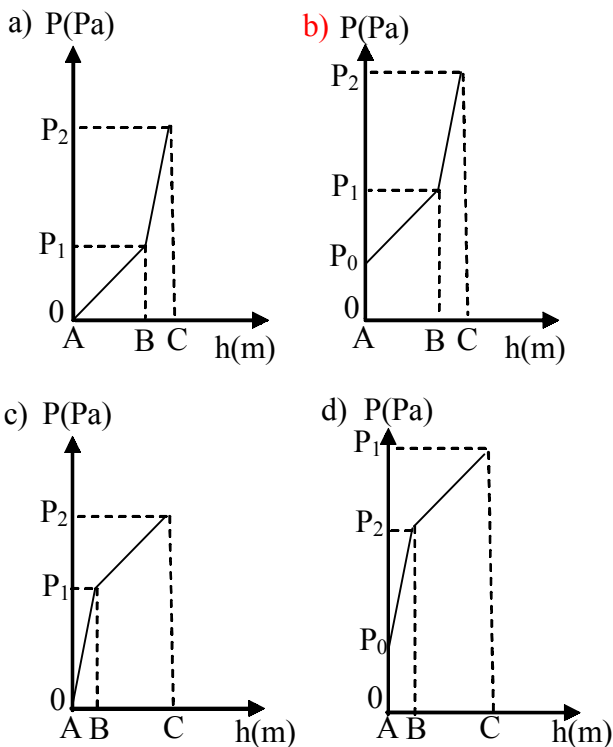 a) P(Pa)
P₂
P₁
0
A B C h(m)
b) P(Pa)
P₂
P₁
P₀
0
A B C h(m)
c) P(Pa)
P₂
P₁
0
A B C h(m)
d) P(Pa)
P₁
P₂
P₀
0
A B C h(m)